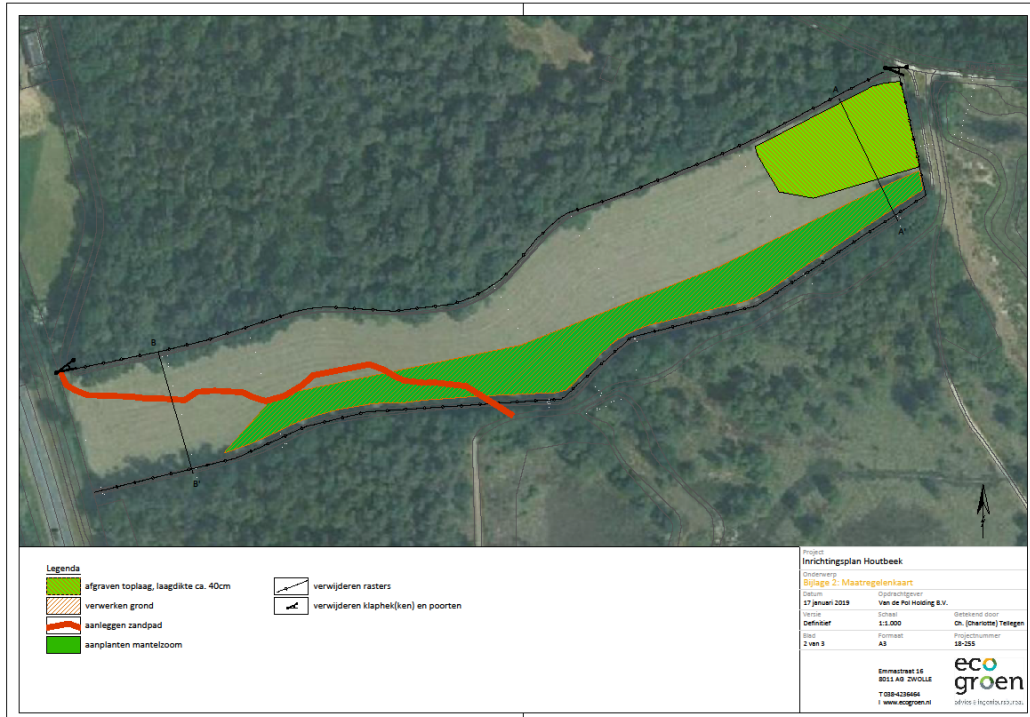 A
A'
B
B'
Legenda
afgraven toplaag, laagdikte ca. 40cm
verwerken grond
aanleggen zandpad
aanplanten mantelzoom
verwijderen rasters
verwijderen klaphek(ken) en poorten
Project
Inrichtingsplan Houtbeek
Onderwerp
Bijlage 2: Maatregelenkaart
Datum Opdrachtgever
17 januari 2019 Van de Pol Holding B.V.
Versie Schaal Getekend door
Definitief 1:1.000 Ch. (Charlotte) Tellegen
Blad Formaat Projectnummer
2 van 3 A3 18-255
Emmastraat 16
8011 AG ZWOLLE
T 038-4236464
I www.ecogroen.nl
eco
groen
advies & ingenieursbureau